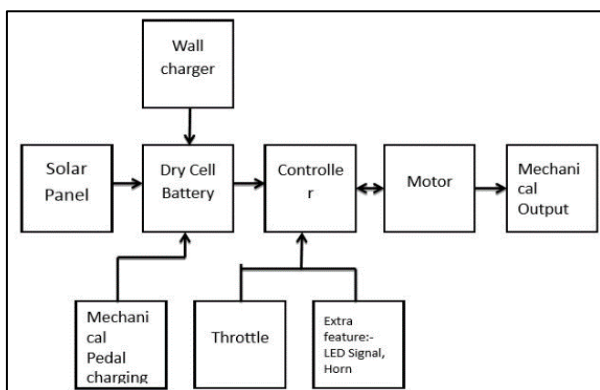 Wall
charger
Solar
Panel
Dry Cell
Battery
Controlle
r
Motor
Mechani
cal
Output
Mechani
cal
Pedal
charging
Throttle
Extra
feature:-
LED Signal,
Horn